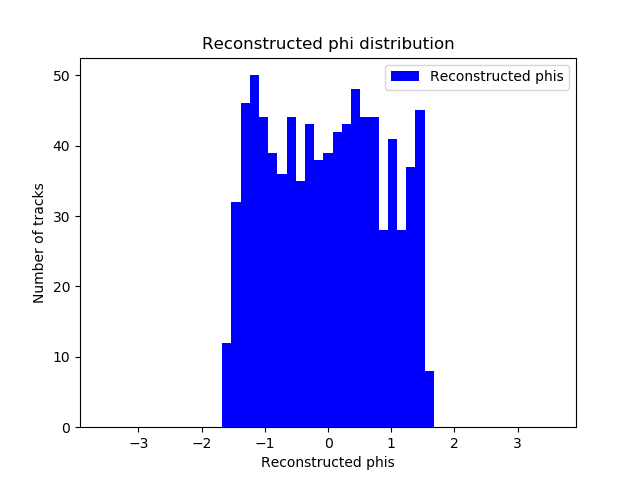 Reconstructed phi distribution
Reconstructed phis
50
40
30
20
10
0
Number of tracks
−3 −2 −1 0 1 2 3
Reconstructed phis